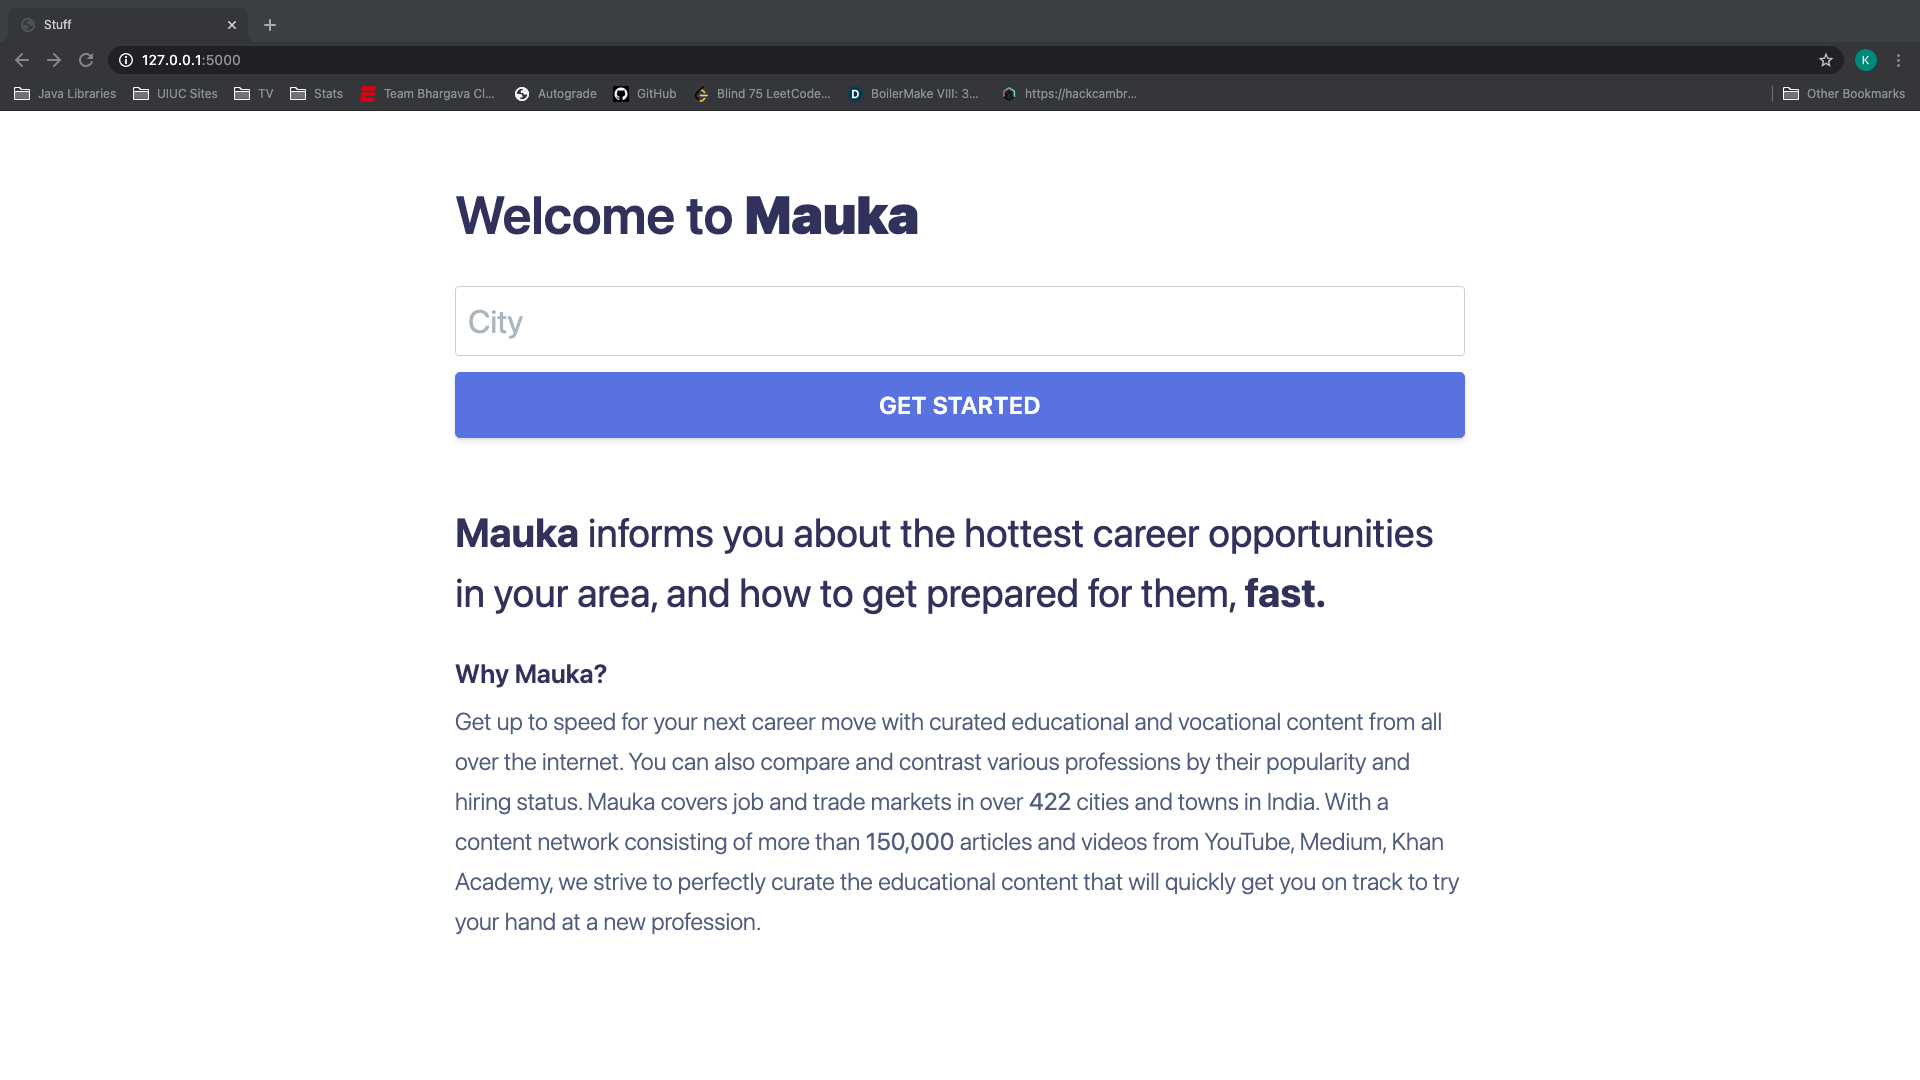 Stuff
127.0.0.1:5000
K
Java Libraries UIUC Sites TV Stats Team Bhargava Cl... Autograde GitHub Blind 75 LeetCode... D BoilerMake VIII: 3... https://hackcambr... Other Bookmarks
Welcome to Mauka
City
GET STARTED
Mauka informs you about the hottest career opportunities
in your area, and how to get prepared for them, fast.
Why Mauka?
Get up to speed for your next career move with curated educational and vocational content from all
over the internet. You can also compare and contrast various professions by their popularity and
hiring status. Mauka covers job and trade markets in over 422 cities and towns in India. With a
content network consisting of more than 150,000 articles and videos from YouTube, Medium, Khan
Academy, we strive to perfectly curate the educational content that will quickly get you on track to try
your hand at a new profession.